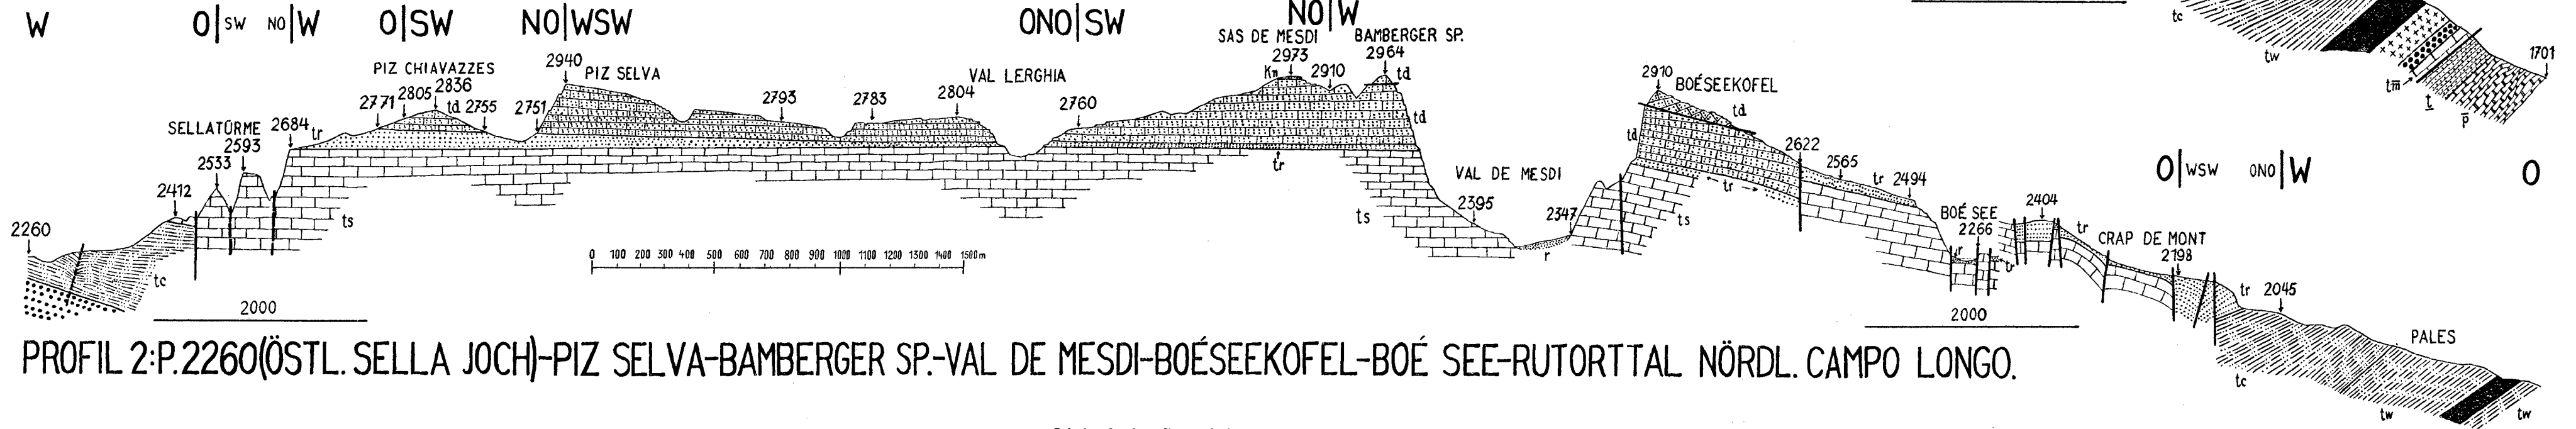 W O|SW NO|W O|SW NO|WSW ONO|SW NO|W
SAS DE MESDI BAMBERGER SP.
2973 2964
Kn 2910 td
td
PIZ CHIAVAZZES
2771 2805 2836 td 2755
2940 PIZ SELVA
2751 2793 2783
VAL LERGHIA
2804 2760
SELLATÜRME 2684 tr
2593
2533
2412
2260
tc ts
tr
ts
VAL DE MESDI
2395 2347
r
2910 BOÉSEEKOFEL
td
td
tr
ts
2622
2565 tr 2494
BOÉ SEE
2266
r tr
2404
tr
CRAP DE MONT
2198
tr 2045
PALES
tc tw tw
O|WSW ONO|W O
tc
tw
1701
0 100 200 300 400 500 600 700 800 900 1000 1100 1200 1300 1400 1500 m
2000
2000
PROFIL 2:P.2260(ÖSTL. SELLA JOCH)-PIZ SELVA-BAMBERGER SP.-VAL DE MESDI-BOÉSEEKOFEL-BOÉ SEE-RUTORTTAL NÖRDL. CAMPO LONGO.